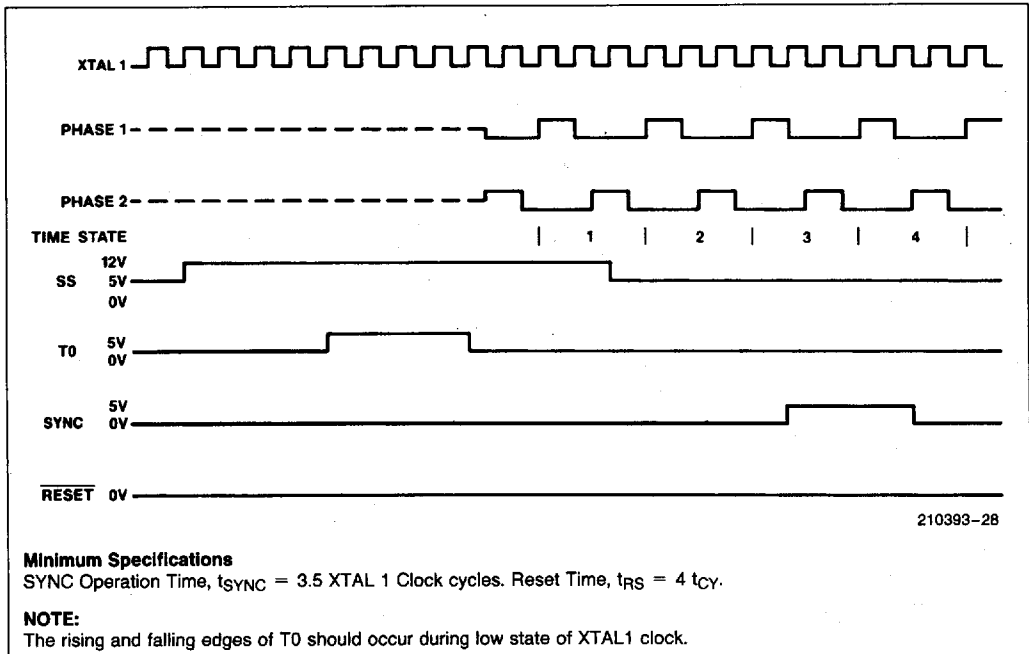 XTAL 1
PHASE 1
PHASE 2
TIME STATE 1 2 3 4
12V
SS 5V
0V
T0 5V
0V
5V
SYNC 0V
RESET 0V
210393-28
Minimum Specifications
SYNC Operation Time, tSYNC = 3.5 XTAL 1 Clock cycles. Reset Time, tRS = 4 tCY.
NOTE:
The rising and falling edges of T0 should occur during low state of XTAL1 clock.